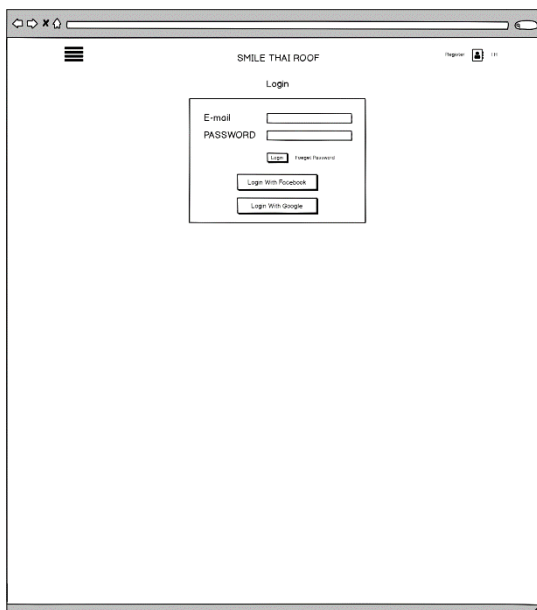 SMILE THAI ROOF
Register
Login
E-mail
PASSWORD
Login Forget Password
Login With Facebook
Login With Google